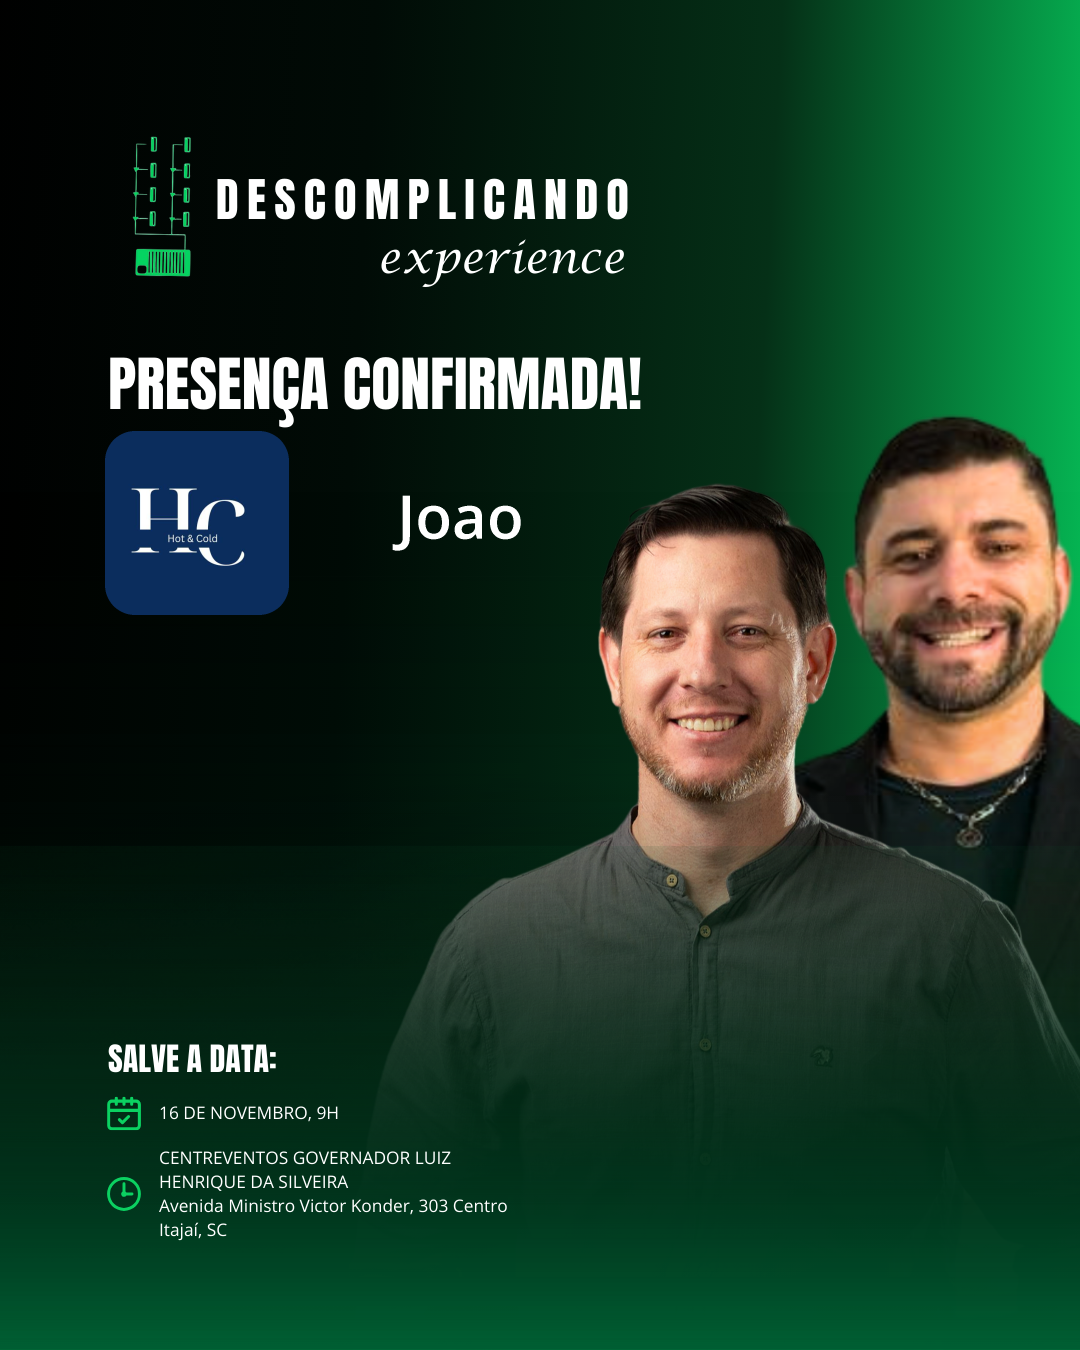 DESCOMPLICANDO
experience
PRESENÇA CONFIRMADA!
HC
Hot & Cold
Joao
SALVE A DATA:
16 DE NOVEMBRO, 9H
CENTREVENTOS GOVERNADOR LUIZ
HENRIQUE DA SILVEIRA
Avenida Ministro Victor Konder, 303 Centro
Itajaí, SC